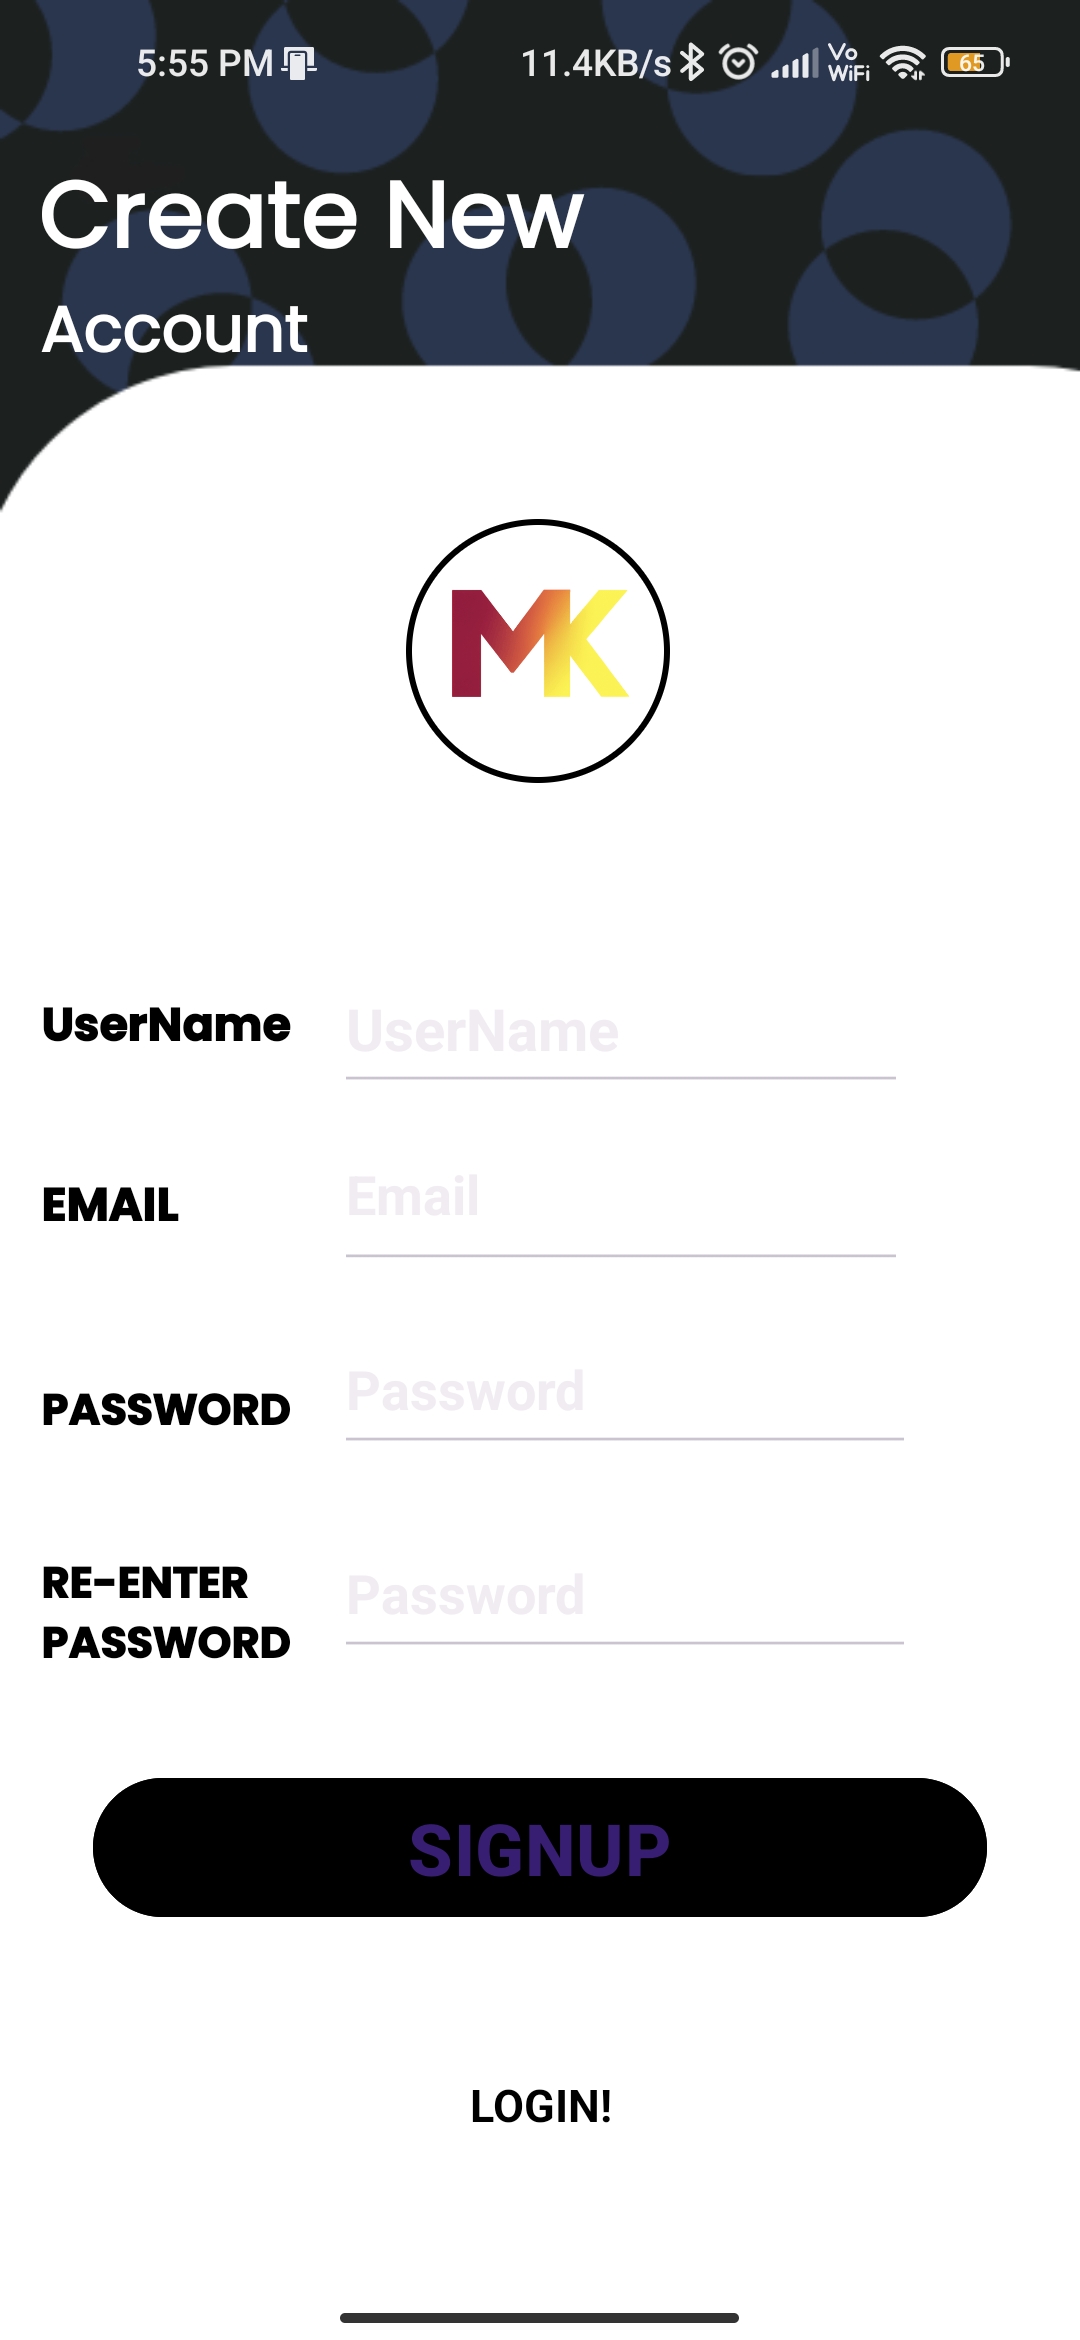 5:55 PM 11.4KB/s Vo WiFi 65
Create New
Account
MK
UserName UserName
EMAIL Email
PASSWORD Password
RE-ENTER PASSWORD Password
SIGNUP
LOGIN!